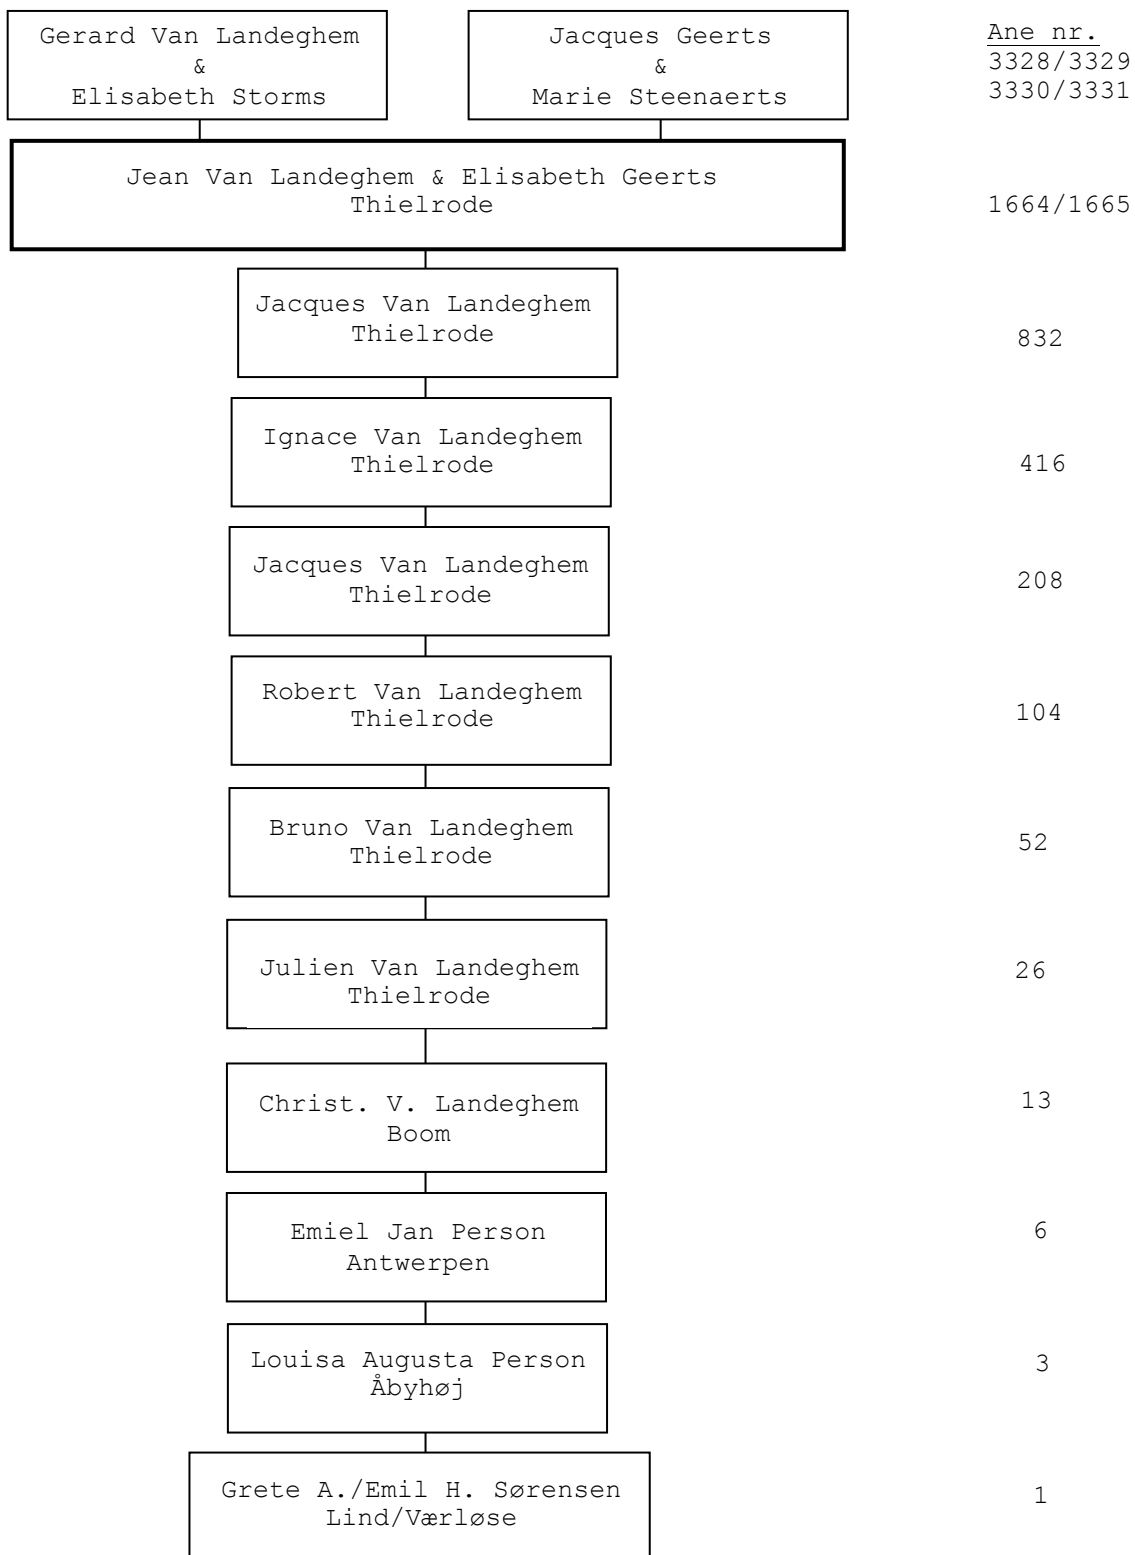 Gerard Van Landeghem
&
Elisabeth Storms
Jacques Geerts
&
Marie Steenaerts
Ane nr.
3328/3329
3330/3331
Jean Van Landeghem & Elisabeth Geerts
Thielrode
1664/1665
Jacques Van Landeghem
Thielrode
832
Ignace Van Landeghem
Thielrode
416
Jacques Van Landeghem
Thielrode
208
Robert Van Landeghem
Thielrode
104
Bruno Van Landeghem
Thielrode
52
Julien Van Landeghem
Thielrode
26
Christ. V. Landeghem
Boom
13
Emiel Jan Person
Antwerpen
6
Louisa Augusta Person
Åbyhøj
3
Grete A./Emil H. Sørensen
Lind/Værløse
1